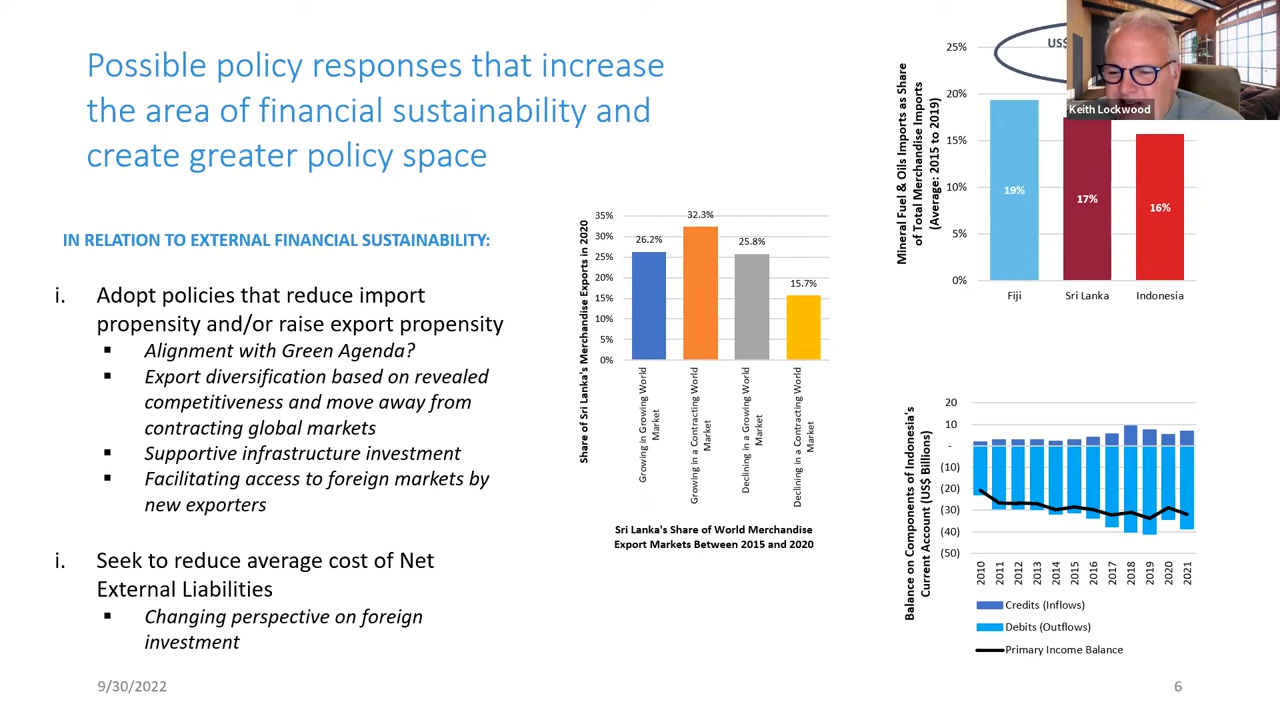 Possible policy responses that increase
the area of financial sustainability and
create greater policy space
IN RELATION TO EXTERNAL FINANCIAL SUSTAINABILITY:
i. Adopt policies that reduce import
propensity and/or raise export propensity
▪ Alignment with Green Agenda?
▪ Export diversification based on revealed
competitiveness and move away from
contracting global markets
▪ Supportive infrastructure investment
▪ Facilitating access to foreign markets by
new exporters
i. Seek to reduce average cost of Net
External Liabilities
▪ Changing perspective on foreign
investment
9/30/2022
Share of Sri Lanka's Merchandise Exports in 2020
35%
30%
25%
20%
15%
10%
5%
0%
26.2%
32.3%
25.8%
15.7%
Growing in Growing World
Market
Growing in a Contracting World
Market
Declining in a Growing World
Market
Declining in a Contracting World
Market
Sri Lanka's Share of World Merchandise
Export Markets Between 2015 and 2020
Mineral Fuel & Oils Imports as Share
of Total Merchandise Imports
(Average: 2015 to 2019)
25%
20%
15%
10%
5%
0%
US$
19%
17%
16%
Fiji
Sri Lanka
Indonesia
Keith Lockwood
Balance on Components of Indonesia's
Current Account (US$ Billions)
20
10
-
(10)
(20)
(30)
(40)
(50)
2010
2011
2012
2013
2014
2015
2016
2017
2018
2019
2020
2021
Credits (Inflows)
Debits (Outflows)
Primary Income Balance
6